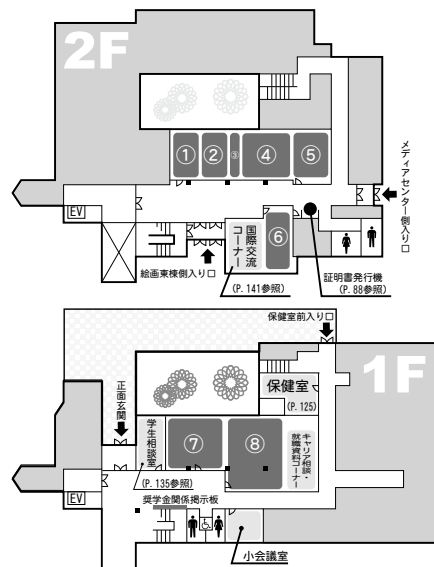 2F
① ② ③ ④ ⑤
メディアセンター側入り口
EV
国際交流
コーナー
⑥
絵画東棟側入り口
(P. 141参照)
証明書発行機
(P. 88参照)
保健室前入り口
1F
正面玄関
保健室
(P. 125)
学生相談室
⑦
⑧
キャリア相談・
就職資料コーナー
(P. 135参照)
EV
奨学金関係掲示板
小会議室